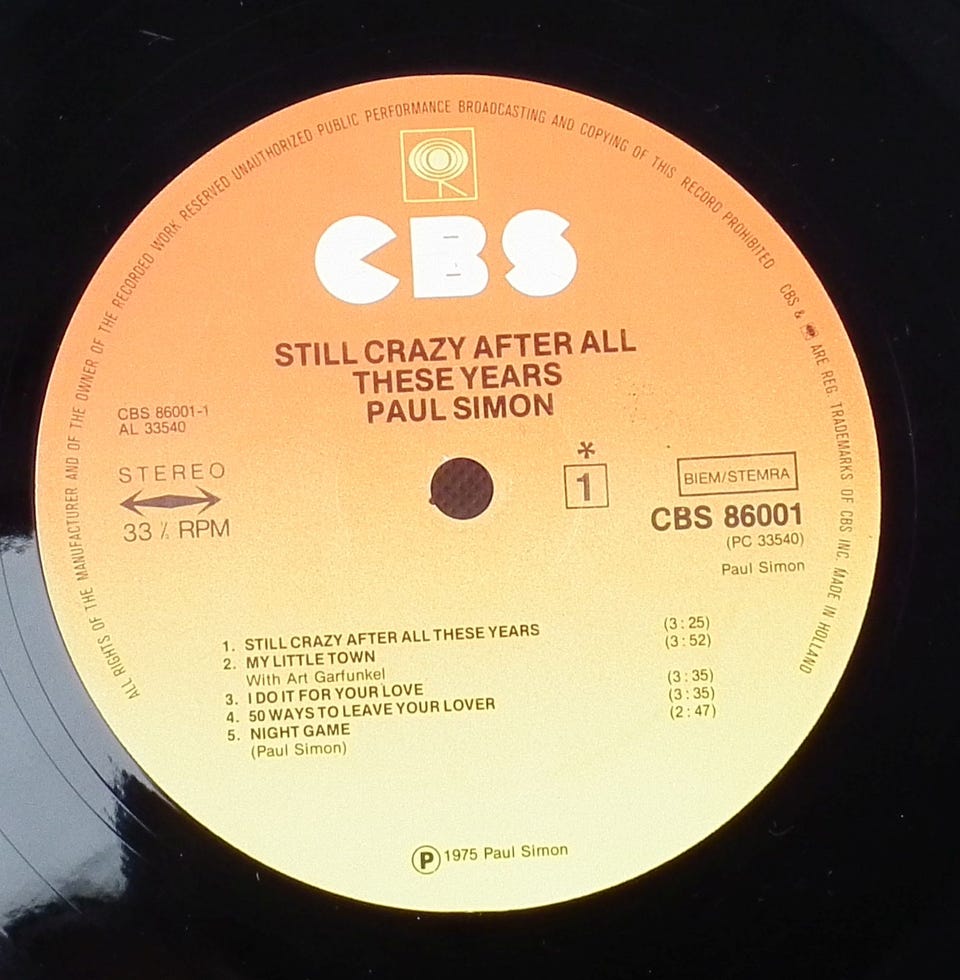 ALL RIGHTS OF THE MANUFACTURER AND OF THE OWNER OF THE RECORDED WORK RESERVED UNAUTHORIZED PUBLIC PERFORMANCE BROADCASTING AND COPYING OF THIS RECORD PROHIBITED
CBS & ARE REG. TRADEMARKS OF CBS INC. MADE IN HOLLAND
CBS
STILL CRAZY AFTER ALL
THESE YEARS
PAUL SIMON
CBS 86001-1
AL 33540
STEREO
33 ⅓ RPM
*
1
BIEM/STEMRA
CBS 86001
(PC 33540)
Paul Simon
1. STILL CRAZY AFTER ALL THESE YEARS (3:25)
2. MY LITTLE TOWN (3:52)
With Art Garfunkel
3. I DO IT FOR YOUR LOVE (3:35)
4. 50 WAYS TO LEAVE YOUR LOVER (3:35)
5. NIGHT GAME (2:47)
(Paul Simon)
℗ 1975 Paul Simon